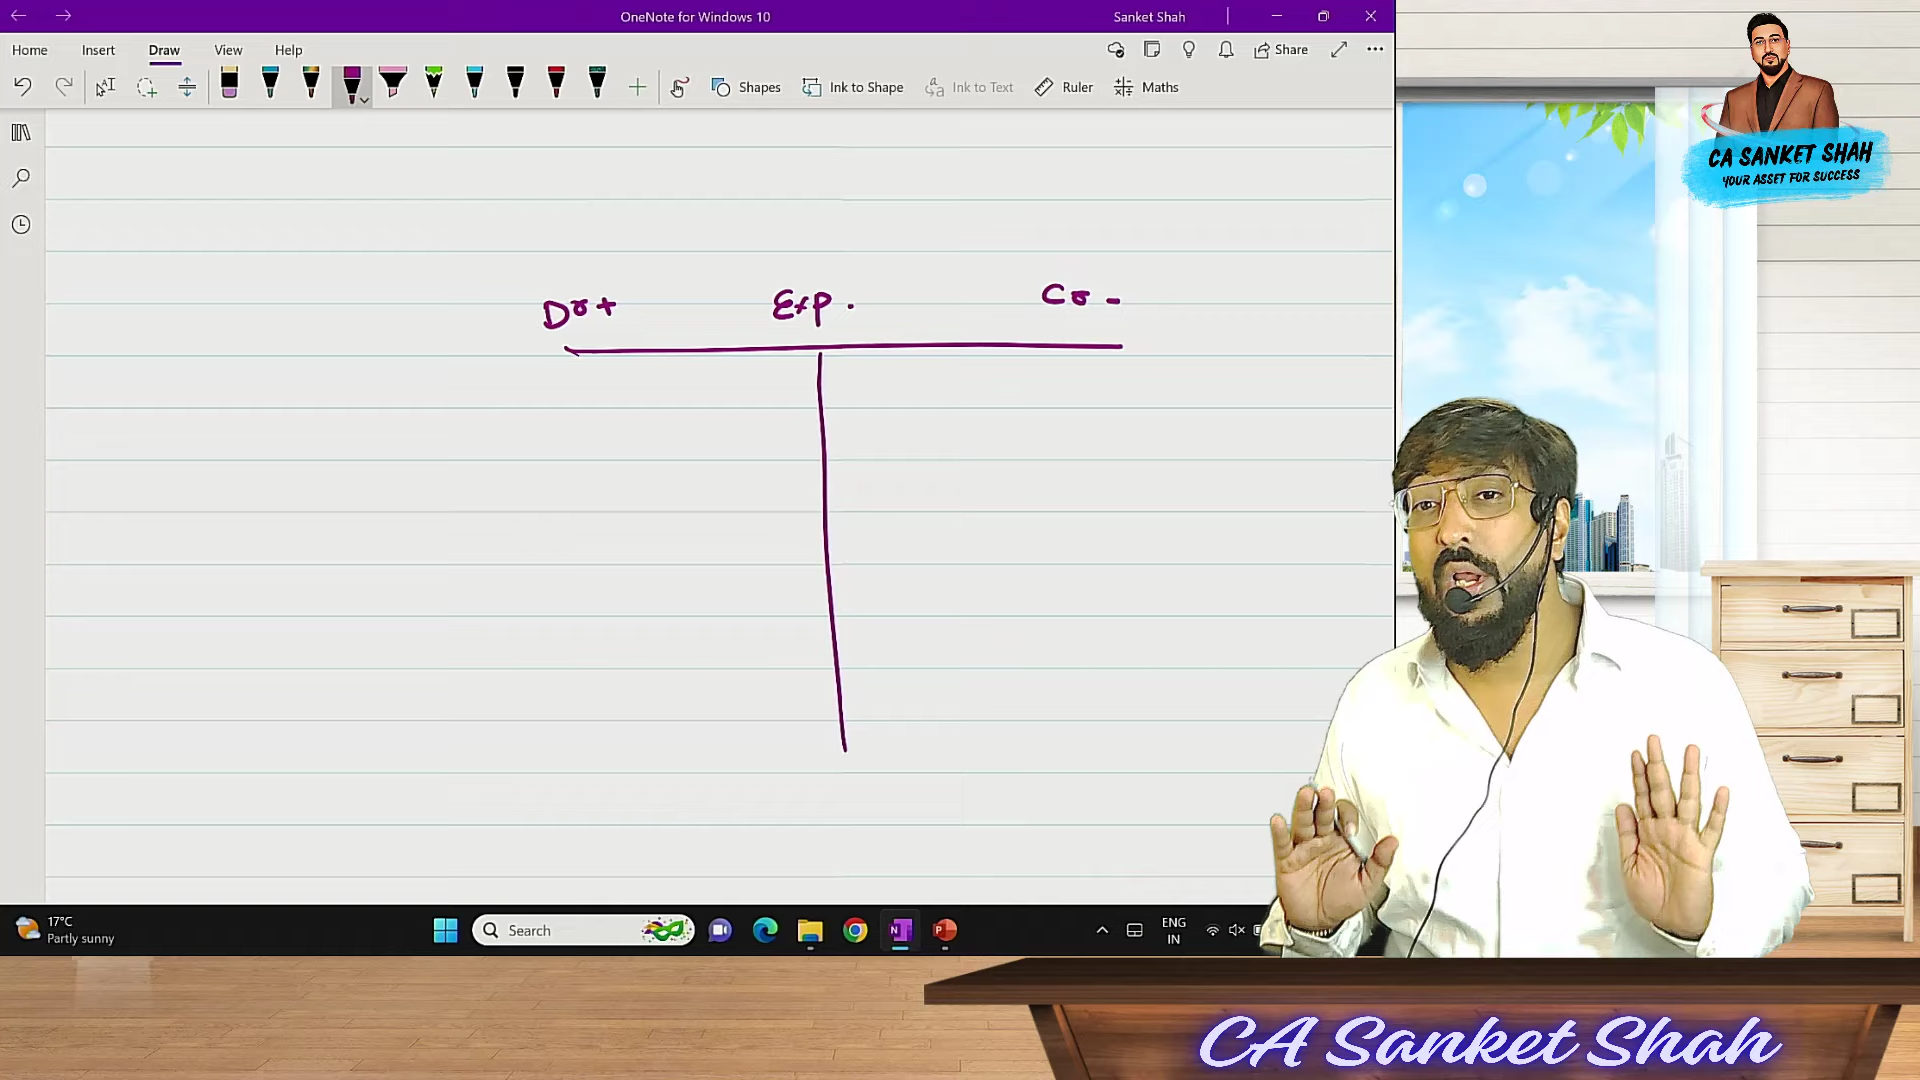 OneNote for Windows 10
Sanket Shah
Home Insert Draw View Help
Share
Shapes Ink to Shape Ink to Text Ruler Maths
CA SANKET SHAH
YOUR ASSET FOR SUCCESS
Dr + Exp. Cr -
17°C
Partly sunny
Search
ENG
IN
CA Sanket Shah